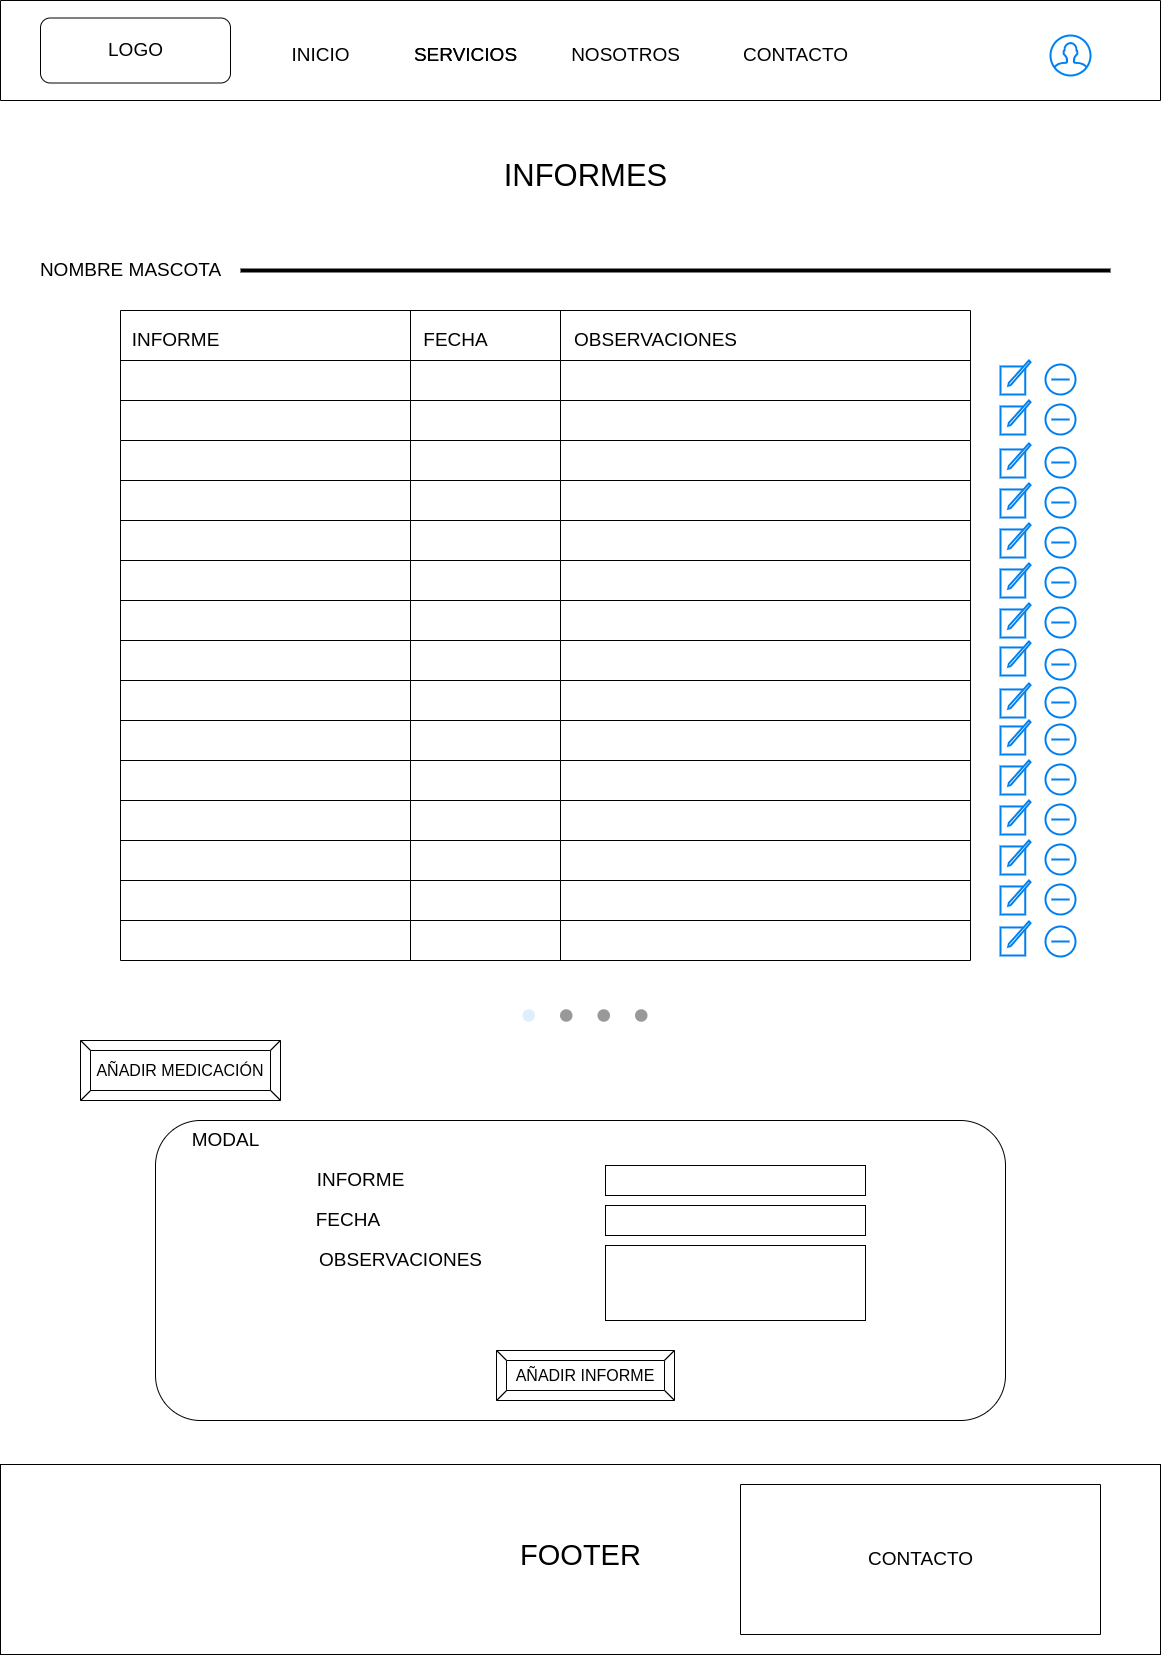 LOGO
INICIO
SERVICIOS
NOSOTROS
CONTACTO
INFORMES
NOMBRE MASCOTA
INFORME
FECHA
OBSERVACIONES
AÑADIR MEDICACIÓN
MODAL
INFORME
FECHA
OBSERVACIONES
AÑADIR INFORME
FOOTER
CONTACTO